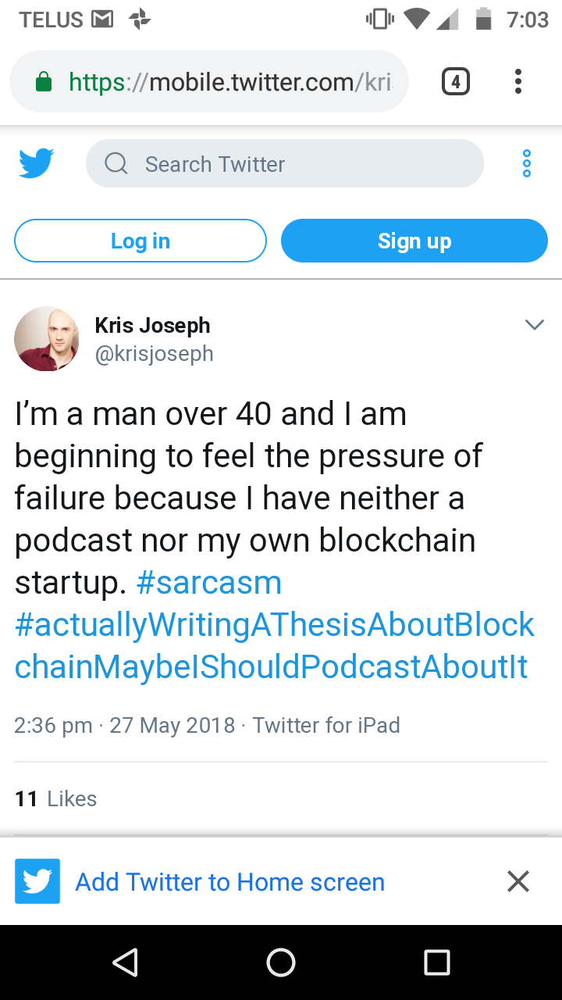 TELUS 7:03
https://mobile.twitter.com/kri
4
Search Twitter
Log in Sign up
Kris Joseph
@krisjoseph
I’m a man over 40 and I am
beginning to feel the pressure of
failure because I have neither a
podcast nor my own blockchain
startup. #sarcasm
#actuallyWritingAThesisAboutBlock
chainMaybeIShouldPodcastAboutIt
2:36 pm · 27 May 2018 · Twitter for iPad
11 Likes
Add Twitter to Home screen